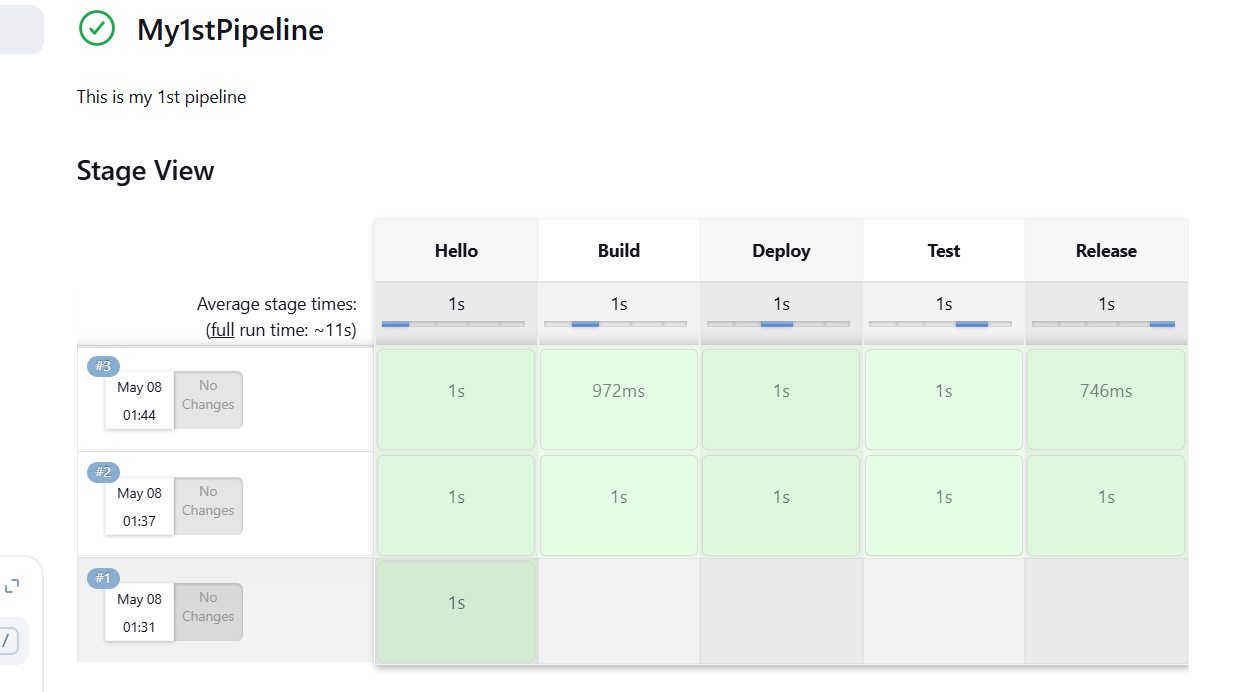 My1stPipeline
This is my 1st pipeline
Stage View
Hello Build Deploy Test Release
Average stage times:
(full run time: ~11s)
1s 1s 1s 1s 1s
#3
May 08
01:44
No
Changes
1s 972ms 1s 1s 746ms
#2
May 08
01:37
No
Changes
1s 1s 1s 1s 1s
#1
May 08
01:31
No
Changes
1s
/